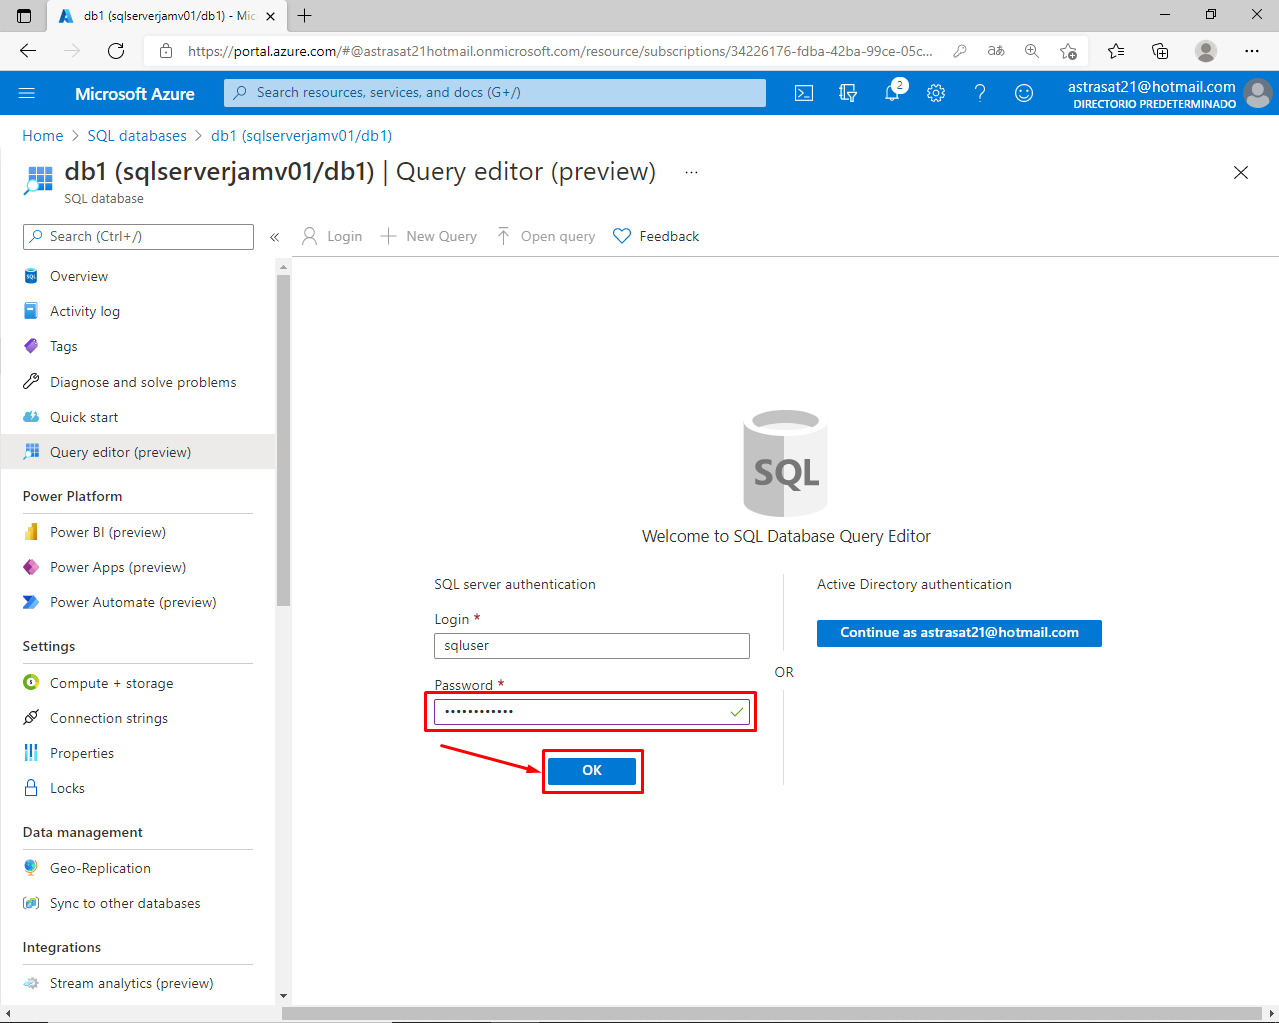 db1 (sqlserverjamv01/db1) - Mic
https://portal.azure.com/#@astrasat21hotmail.onmicrosoft.com/resource/subscriptions/34226176-fdba-42ba-99ce-05c...
aあ
Microsoft Azure
Search resources, services, and docs (G+/)
2
astrasat21@hotmail.com
DIRECTORIO PREDETERMINADO
Home > SQL databases > db1 (sqlserverjamv01/db1)
db1 (sqlserverjamv01/db1) | Query editor (preview) ...
SQL database
Search (Ctrl+/)
«
Login
New Query
Open query
Feedback
Overview
Activity log
Tags
Diagnose and solve problems
Quick start
Query editor (preview)
Power Platform
Power BI (preview)
Power Apps (preview)
Power Automate (preview)
Settings
Compute + storage
Connection strings
Properties
Locks
Data management
Geo-Replication
Sync to other databases
Integrations
Stream analytics (preview)
SQL
Welcome to SQL Database Query Editor
SQL server authentication
Login *
sqluser
Password *
••••••••••••
OK
OR
Active Directory authentication
Continue as astrasat21@hotmail.com